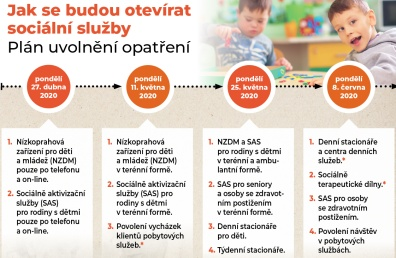 Jak se budou otevírat
sociální služby
Plán uvolnění opatření
pondělí
27. dubna
2020
pondělí
11. května
2020
pondělí
25. května
2020
pondělí
8. června
2020
1. Nízkoprahová
zařízení pro děti
a mládež (NZDM)
pouze po telefonu
a on-line.
2. Sociálně aktivizační
služby (SAS)
pro rodiny s dětmi
pouze po telefonu
a on-line.
1. Nízkoprahová
zařízení pro děti
a mládež (NZDM)
v terénní formě.
2. Sociálně aktivizační
služby (SAS) pro
rodiny s dětmi
v terénní formě.
3. Povolení vycházek
klientů pobytových
služeb.*
1. NZDM a SAS
pro rodiny s dětmi
v terénní a ambu-
lantní formě.
2. SAS pro seniory
a osoby se zdravot-
ním postižením
v terénní formě.
3. Denní stacionáře
pro děti.
4. Týdenní stacionáře.
1. Denní stacionáře
a centra denních
služeb.*
2. Sociálně
terapeutické dílny.*
3. SAS pro osoby
se zdravotním
postižením.
4. Povolení návštěv
v pobytových
službách.